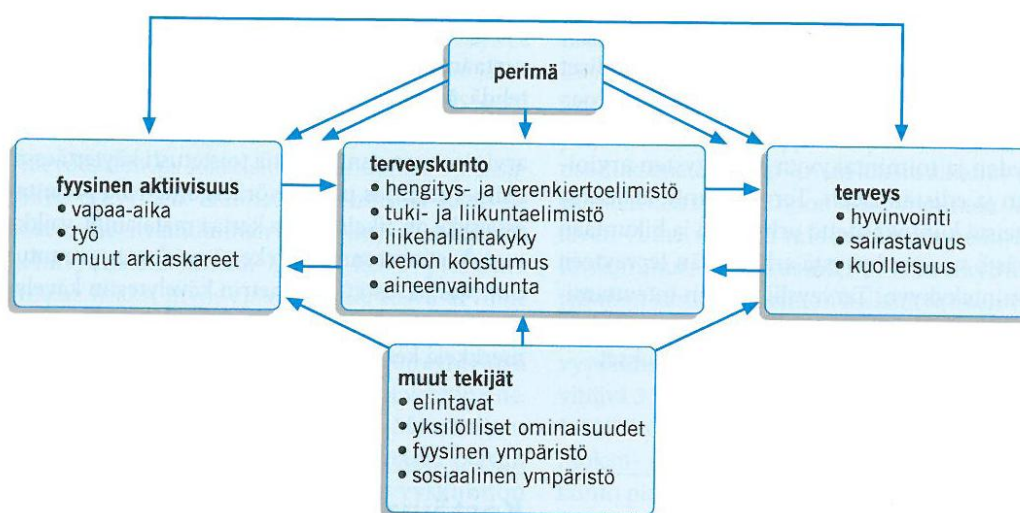 perimä
fyysinen aktiivisuus
• vapaa-aika
• työ
• muut arkiaskareet
terveyskunto
• hengitys- ja verenkiertoelimistö
• tuki- ja liikuntaelimistö
• liikehallintakyky
• kehon koostumus
• aineenvaihdunta
terveys
• hyvinvointi
• sairastavuus
• kuolleisuus
muut tekijät
• elintavat
• yksilölliset ominaisuudet
• fyysinen ympäristö
• sosiaalinen ympäristö